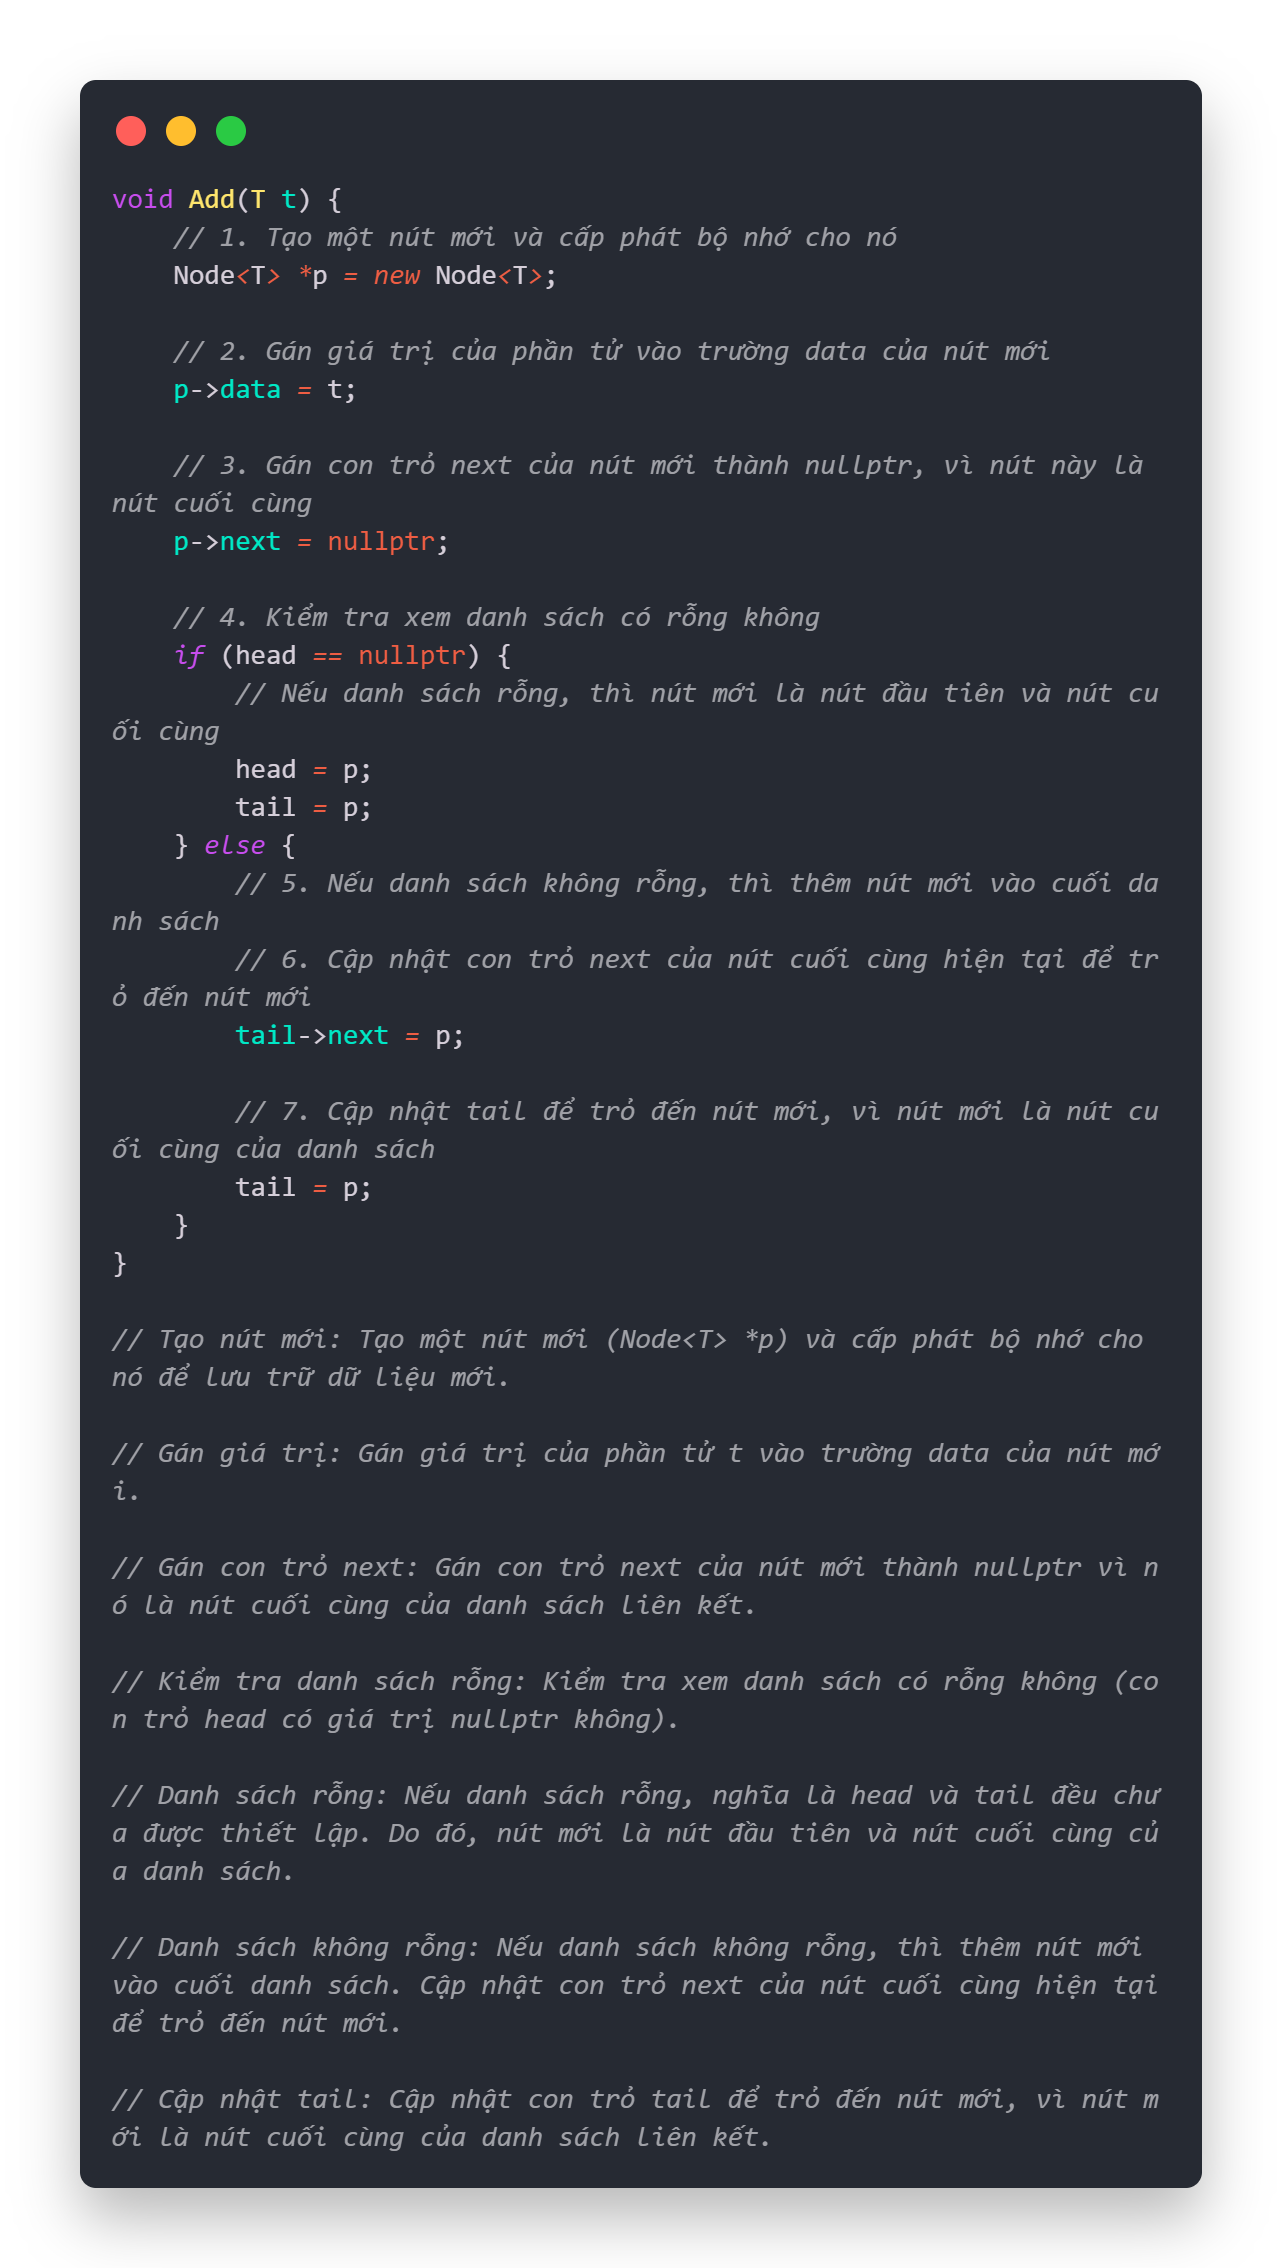 void Add(T t) {
    // 1. Tạo một nút mới và cấp phát bộ nhớ cho nó
    Node<T> *p = new Node<T>;
    // 2. Gán giá trị của phần tử vào trường data của nút mới
    p->data = t;
    // 3. Gán con trỏ next của nút mới thành nullptr, vì nút này là
nút cuối cùng
    p->next = nullptr;
    // 4. Kiểm tra xem danh sách có rỗng không
    if (head == nullptr) {
        // Nếu danh sách rỗng, thì nút mới là nút đầu tiên và nút cu
ối cùng
        head = p;
        tail = p;
    } else {
        // 5. Nếu danh sách không rỗng, thì thêm nút mới vào cuối da
nh sách
        // 6. Cập nhật con trỏ next của nút cuối cùng hiện tại để tr
ỏ đến nút mới
        tail->next = p;
        // 7. Cập nhật tail để trỏ đến nút mới, vì nút mới là nút cu
ối cùng của danh sách
        tail = p;
    }
}
// Tạo nút mới: Tạo một nút mới (Node<T> *p) và cấp phát bộ nhớ cho
nó để lưu trữ dữ liệu mới.
// Gán giá trị: Gán giá trị của phần tử t vào trường data của nút mớ
i.
// Gán con trỏ next: Gán con trỏ next của nút mới thành nullptr vì n
ó là nút cuối cùng của danh sách liên kết.
// Kiểm tra danh sách rỗng: Kiểm tra xem danh sách có rỗng không (co
n trỏ head có giá trị nullptr không).
// Danh sách rỗng: Nếu danh sách rỗng, nghĩa là head và tail đều chư
a được thiết lập. Do đó, nút mới là nút đầu tiên và nút cuối cùng củ
a danh sách.
// Danh sách không rỗng: Nếu danh sách không rỗng, thì thêm nút mới
vào cuối danh sách. Cập nhật con trỏ next của nút cuối cùng hiện tại
để trỏ đến nút mới.
// Cập nhật tail: Cập nhật con trỏ tail để trỏ đến nút mới, vì nút m
ới là nút cuối cùng của danh sách liên kết.